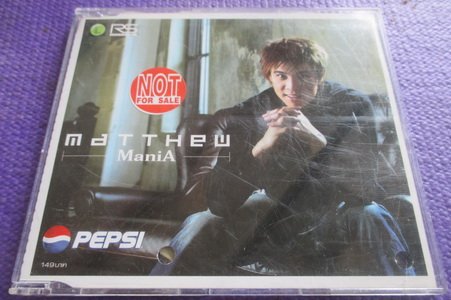 RS
NOT
FOR SALE
MATTHEW
ManiA
PEPSI
149บาท